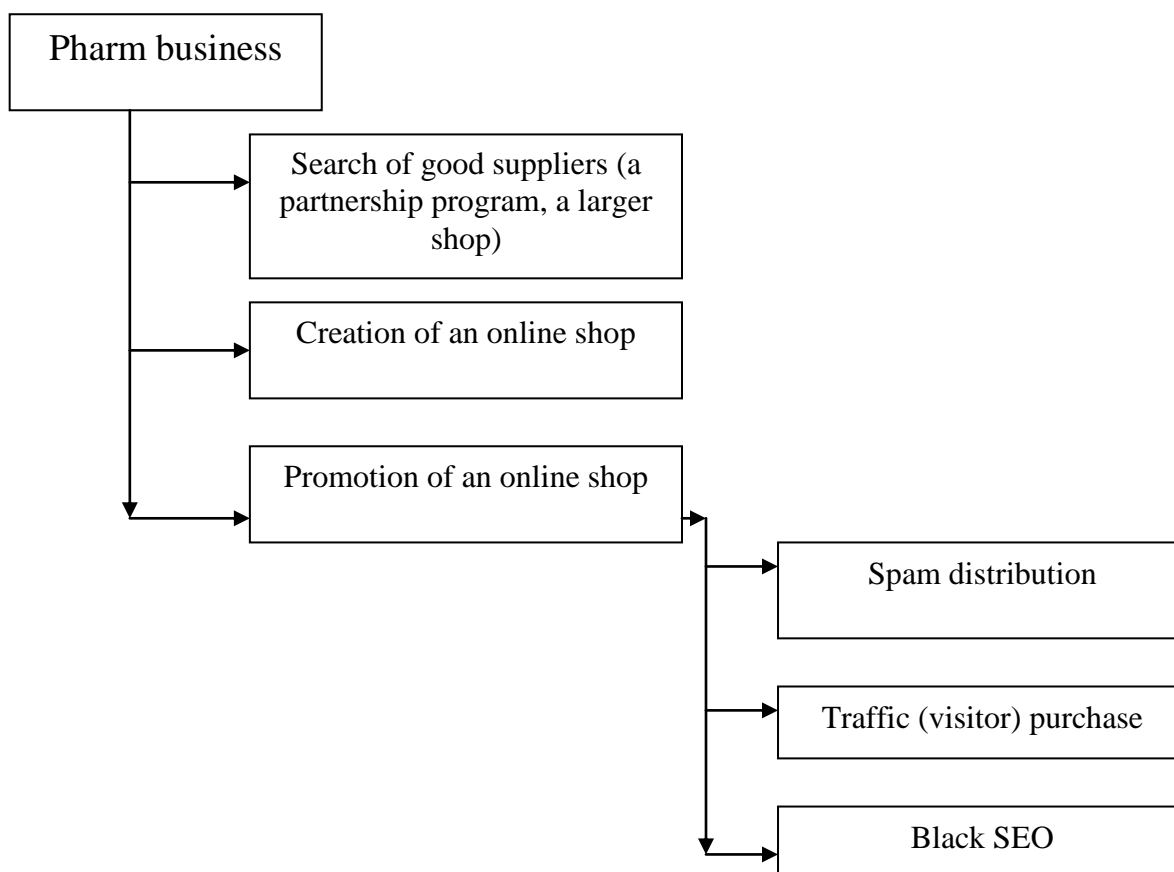 Pharm business
Search of good suppliers (a
partnership program, a larger
shop)
Creation of an online shop
Promotion of an online shop
Spam distribution
Traffic (visitor) purchase
Black SEO